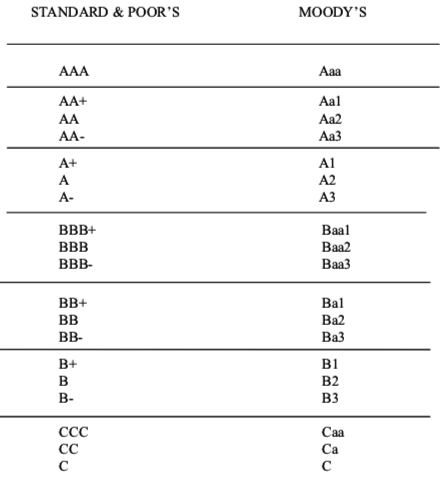 STANDARD & POOR'S MOODY'S
AAA Aaa
AA+ Aa1
AA Aa2
AA- Aa3
A+ A1
A A2
A- A3
BBB+ Baa1
BBB Baa2
BBB- Baa3
BB+ Ba1
BB Ba2
BB- Ba3
B+ B1
B B2
B- B3
CCC Caa
CC Ca
C C